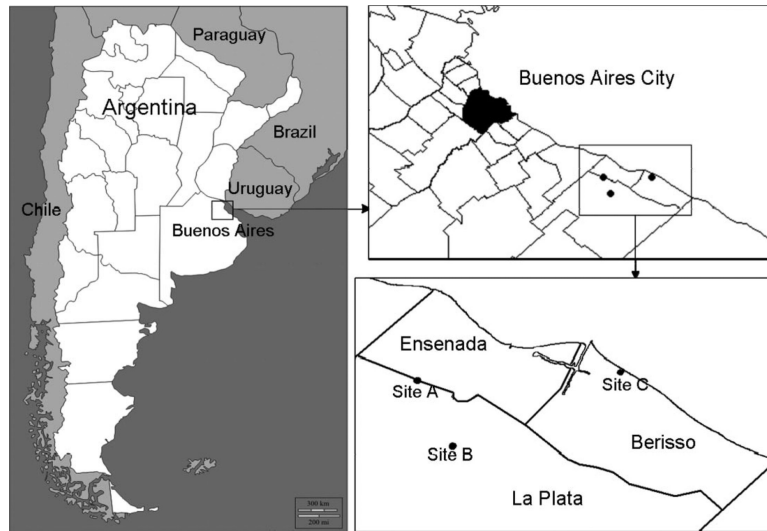 Paraguay
Argentina
Brazil
Uruguay
Chile
Buenos Aires
300 km
200 mi
Buenos Aires City
Ensenada
Site A
Site C
Site B
Berisso
La Plata